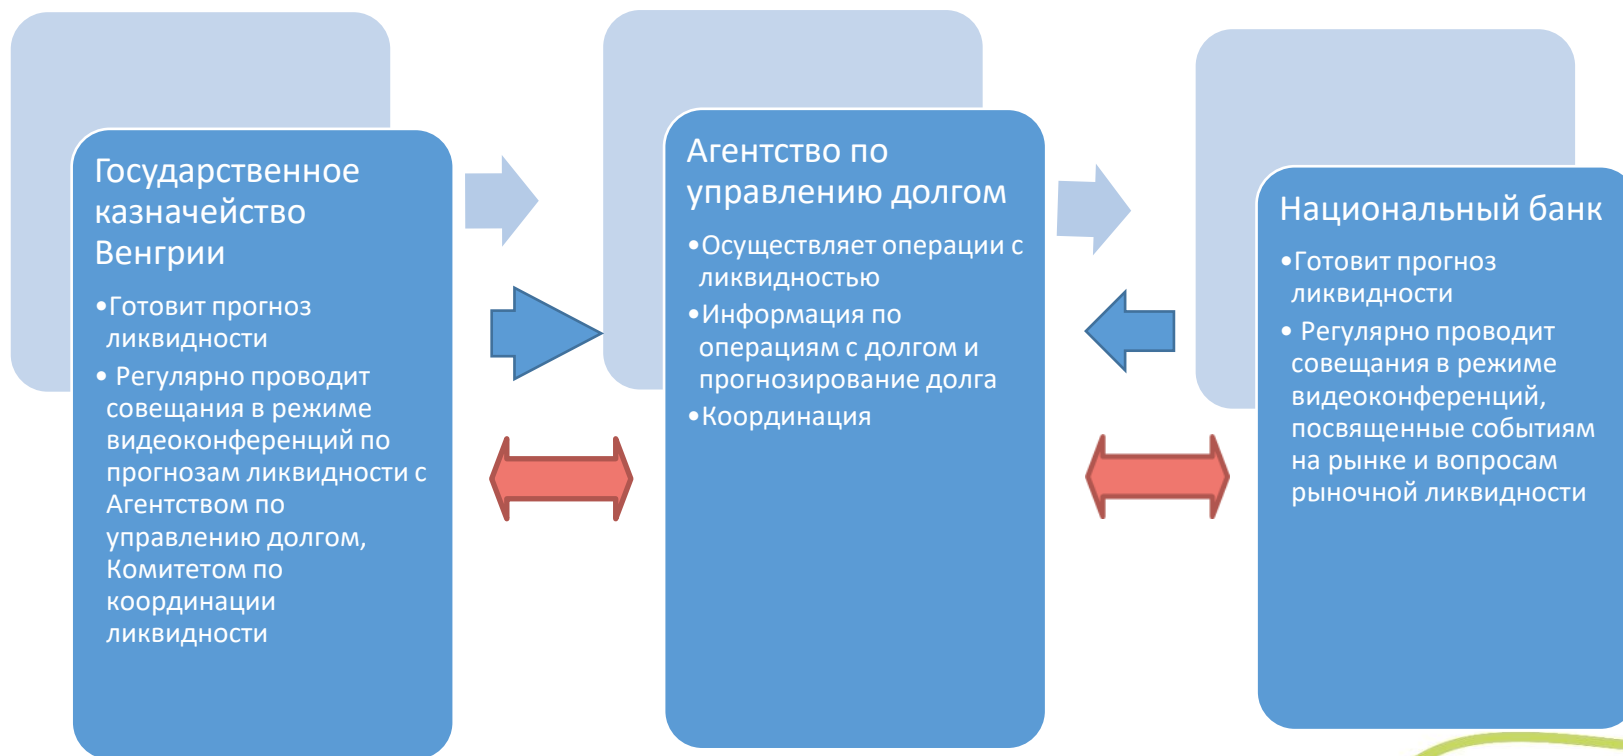 Государственное
казначейство
Венгрии
•Готовит прогноз
ликвидности
• Регулярно проводит
совещания в режиме
видеоконференций по
прогнозам ликвидности с
Агентством по
управлению долгом,
Комитетом по
координации
ликвидности
Агентство по
управлению долгом
•Осуществляет операции с
ликвидностью
•Информация по
операциям с долгом и
прогнозирование долга
•Координация
Национальный банк
•Готовит прогноз
ликвидности
• Регулярно проводит
совещания в режиме
видеоконференций,
посвященные событиям
на рынке и вопросам
рыночной ликвидности